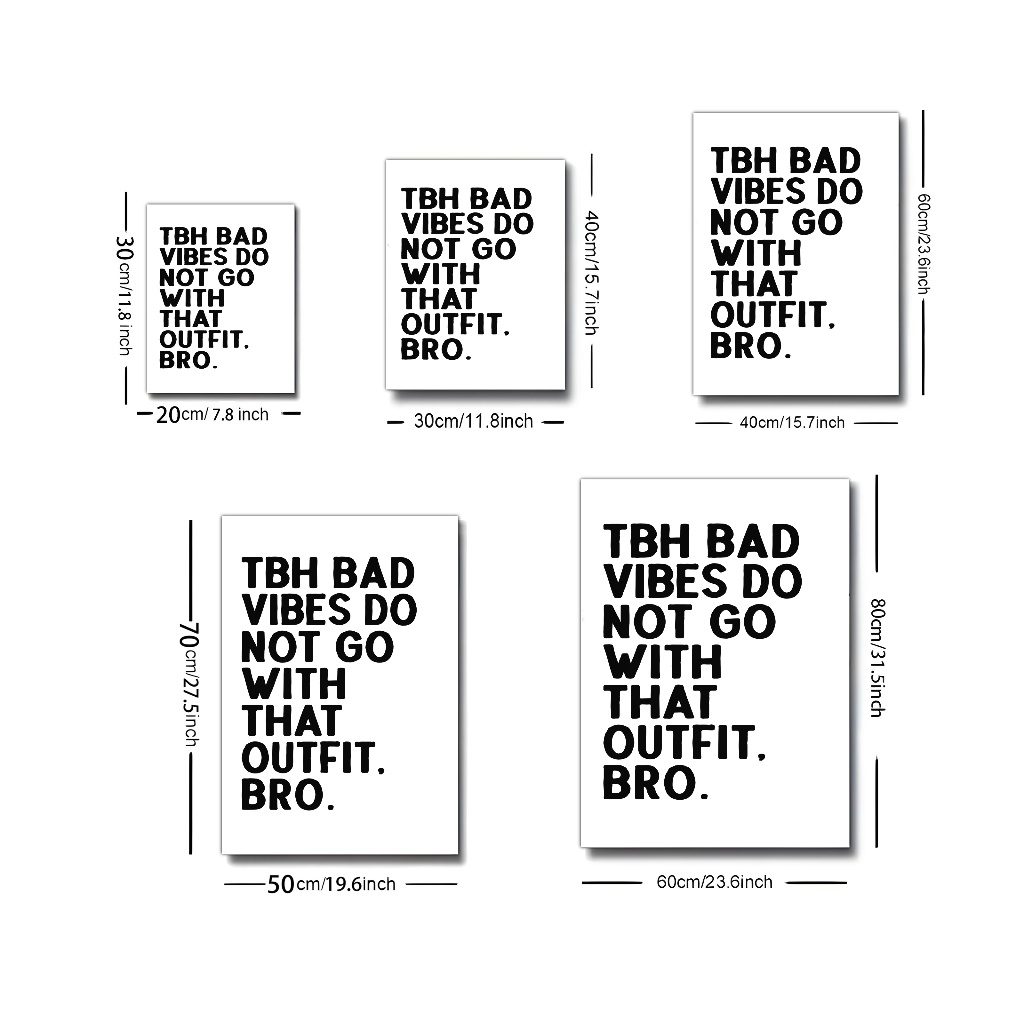 TBH BAD
VIBES DO
NOT GO
WITH
THAT
OUTFIT,
BRO.
30cm/11.8 inch
20cm/ 7.8 inch
TBH BAD
VIBES DO
NOT GO
WITH
THAT
OUTFIT,
BRO.
40cm/15.7inch
30cm/11.8inch
TBH BAD
VIBES DO
NOT GO
WITH
THAT
OUTFIT,
BRO.
60cm/23.6inch
40cm/15.7inch
TBH BAD
VIBES DO
NOT GO
WITH
THAT
OUTFIT,
BRO.
70cm/27.5inch
50cm/19.6inch
TBH BAD
VIBES DO
NOT GO
WITH
THAT
OUTFIT,
BRO.
80cm/31.5inch
60cm/23.6inch